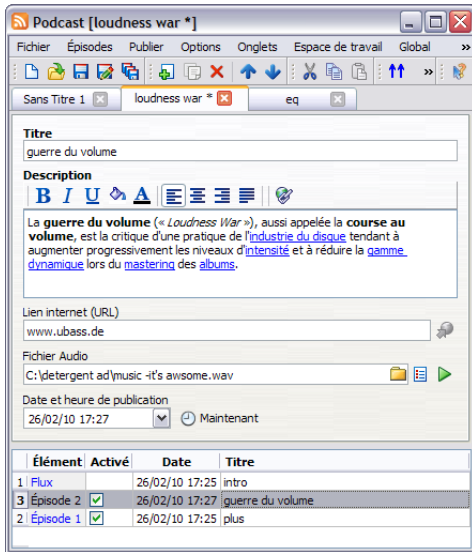 Podcast [loudness war *]
Fichier Épisodes Publier Options Onglets Espace de travail Global »
»
Sans Titre 1 loudness war * eq
Titre
guerre du volume
Description
B I U A
La guerre du volume (« Loudness War »), aussi appelée la course au
volume, est la critique d'une pratique de l'industrie du disque tendant à
augmenter progressivement les niveaux d'intensité et à réduire la gamme
dynamique lors du mastering des albums.
Lien internet (URL)
www.ubass.de
Fichier Audio
C:\detergent ad\music -it's awsome.wav
Date et heure de publication
26/02/10 17:27 Maintenant
Élément Activé Date Titre
1 Flux 26/02/10 17:25 intro
3 Épisode 2 26/02/10 17:27 guerre du volume
2 Épisode 1 26/02/10 17:25 plus